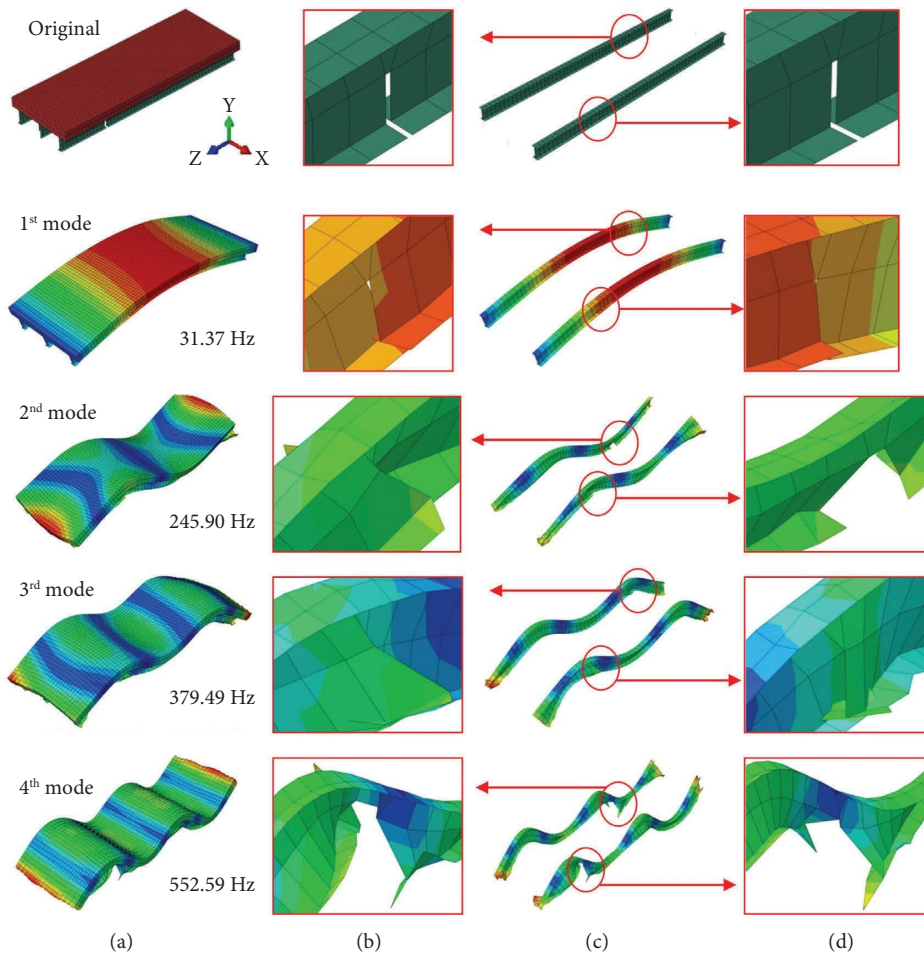 Original
Y
Z
X
1st mode
31.37 Hz
2nd mode
245.90 Hz
3rd mode
379.49 Hz
4th mode
552.59 Hz
(a)
(b)
(c)
(d)